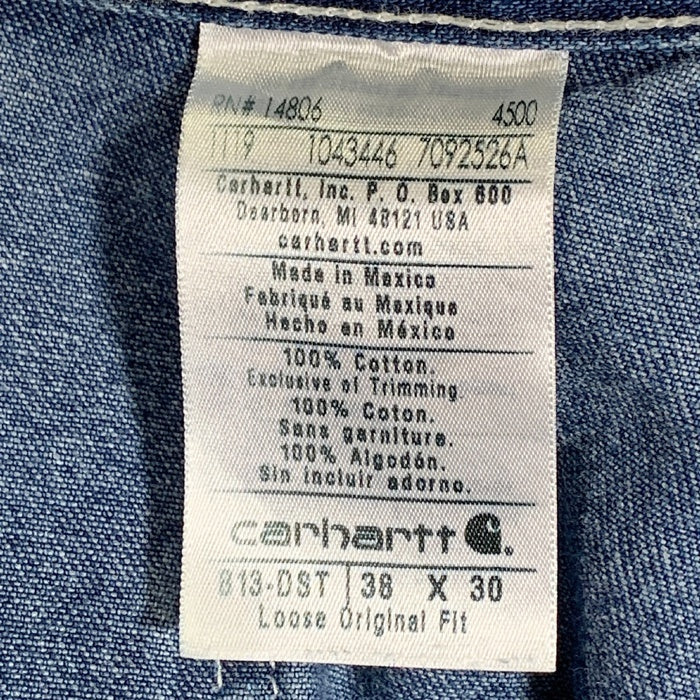 RN# 14806 4500
1119 1043446 7092526A
Carhartt, Inc. P. O. Box 600
Dearborn, MI 48121 USA
carhartt.com
Made in Mexico
Fabriqué au Mexique
Hecho en México
100% Cotton.
Exclusive of Trimming.
100% Coton.
Sans garniture.
100% Algodón.
Sin incluir adorno.
carhartt
B13-DST 38 X 30
Loose Original Fit